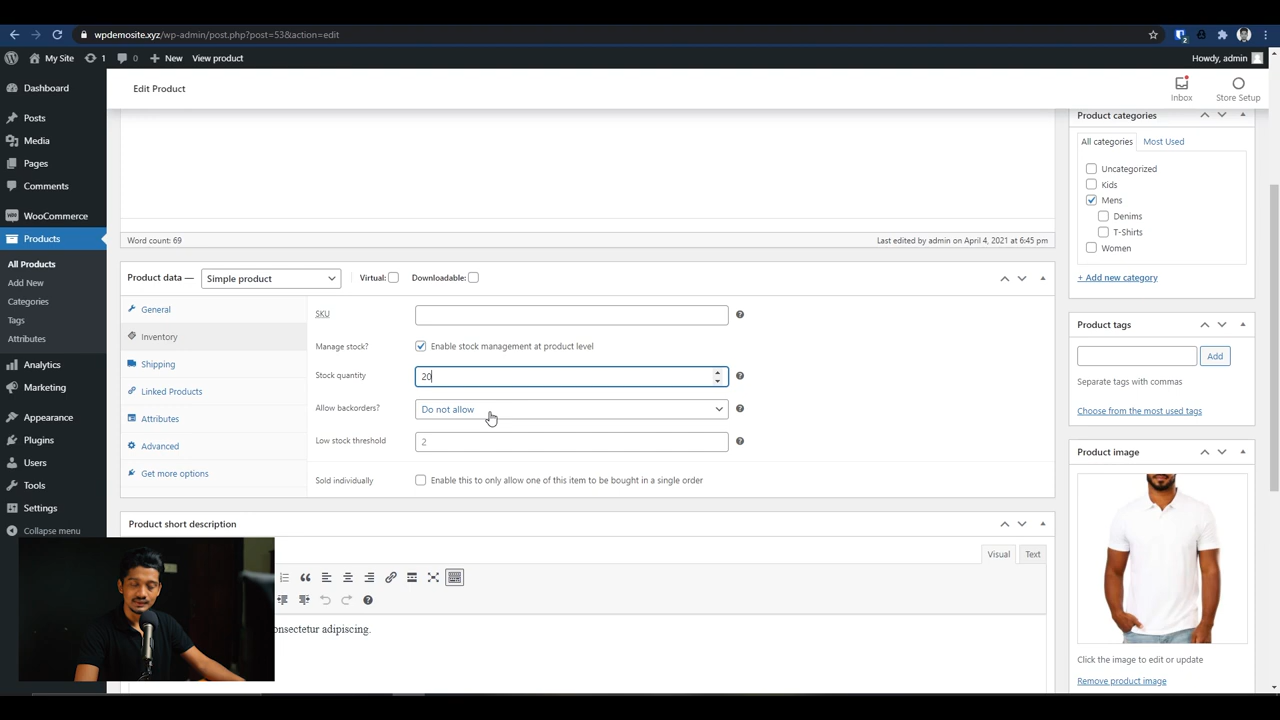 wpdemosite.xyz/wp-admin/post.php?post=53&action=edit
2
My Site 1 0 New View product Howdy, admin
Dashboard
Posts
Media
Pages
Comments
WooCommerce
Products
All Products
Add New
Categories
Tags
Attributes
Analytics
Marketing
Appearance
Plugins
Users
Tools
Settings
Collapse menu
Edit Product
Inbox
Store Setup
Word count: 69 Last edited by admin on April 4, 2021 at 6:45 pm
Product data — Simple product Virtual: Downloadable:
General
Inventory
Shipping
Linked Products
Attributes
Advanced
Get more options
SKU
Manage stock? Enable stock management at product level
Stock quantity 20
Allow backorders? Do not allow
Low stock threshold 2
Sold individually Enable this to only allow one of this item to be bought in a single order
Product short description
Visual Text
onsectetur adipiscing.
Product categories
All categories Most Used
Uncategorized
Kids
Mens
Denims
T-Shirts
Women
+ Add new category
Product tags
Add
Separate tags with commas
Choose from the most used tags
Product image
Click the image to edit or update
Remove product image